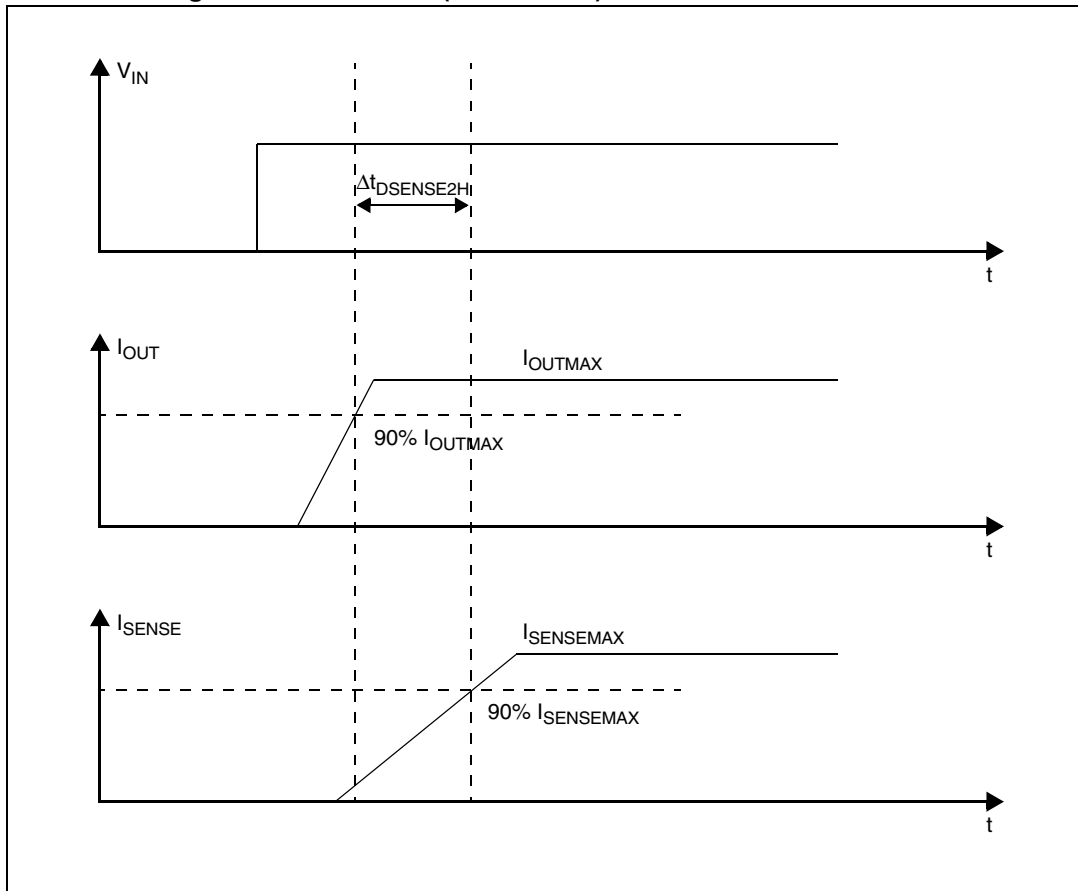 V_IN
Δt_DSENSE2H
t
I_OUT
I_OUTMAX
90% I_OUTMAX
t
I_SENSE
I_SENSEMAX
90% I_SENSEMAX
t